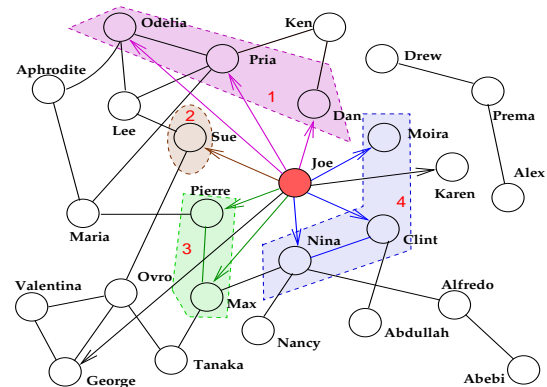 Odelia
Ken
Pria
Drew
Aphrodite
1
Prema
Lee
2
Dan
Sue
Moira
Joe
Alex
Karen
Pierre
4
Maria
Clint
3
Nina
Valentina
Ovro
Max
Alfredo
Nancy
Abdullah
Tanaka
George
Abebi